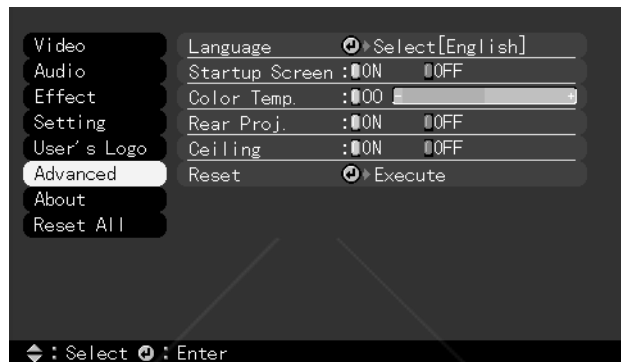 Video
Audio
Effect
Setting
User's Logo
Advanced
About
Reset All
Language Select[English]
Startup Screen : ON OFF
Color Temp. : 00 - +
Rear Proj. : ON OFF
Ceiling : ON OFF
Reset Execute
: Select : Enter